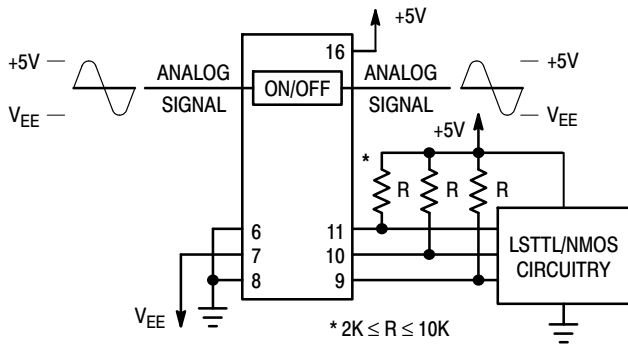 +5V
16
+5V
ANALOG
ON/OFF
ANALOG
+5V
V_EE
SIGNAL
SIGNAL
V_EE
+5V
*
R
R
R
6
11
LSTTL/NMOS
7
10
CIRCUITRY
8
9
V_EE
* 2K ≤ R ≤ 10K